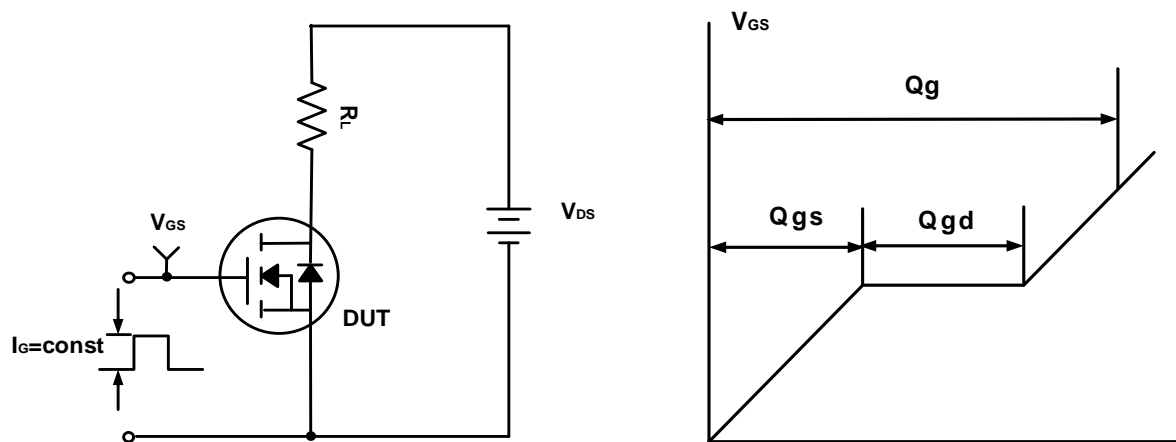 RL
VGS
VDS
DUT
IG=const
VGS
Qg
Qgs
Qgd